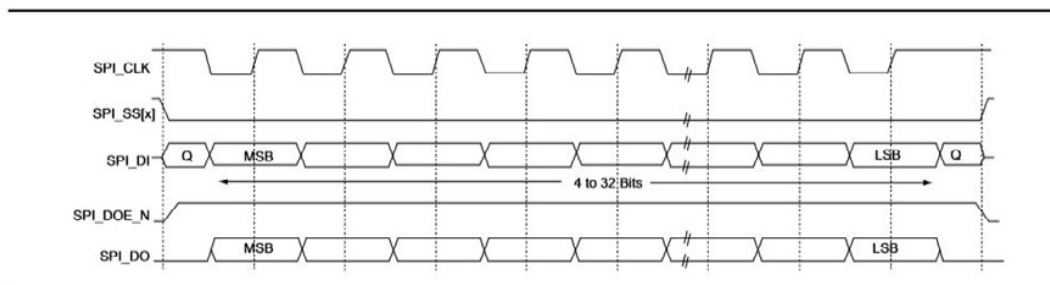 SPI_CLK
SPI_SS[x]
SPI_DI Q MSB LSB Q
4 to 32 Bits
SPI_DOE_N
SPI_DO MSB LSB